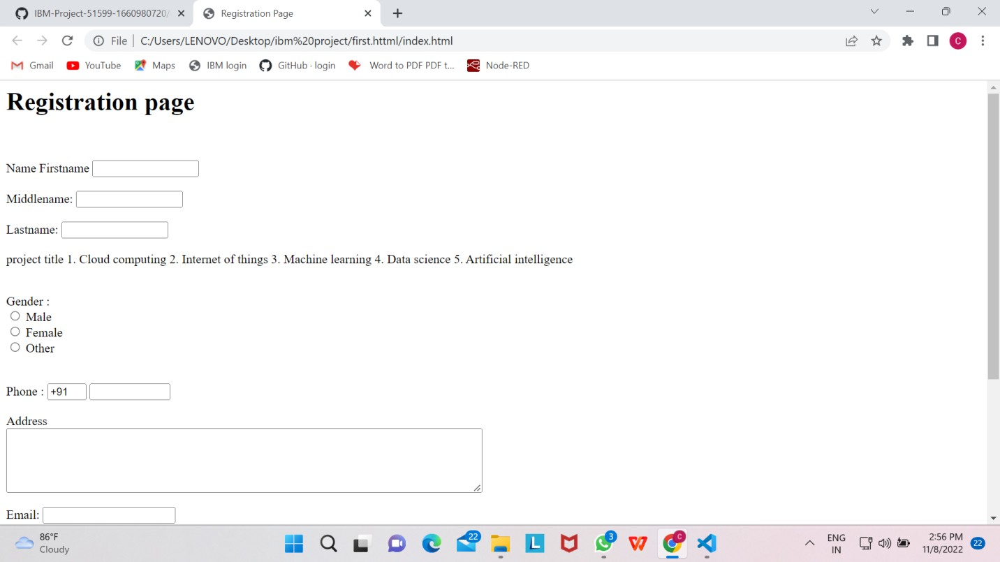 IBM-Project-51599-1660980720/
Registration Page
File
C:/Users/LENOVO/Desktop/ibm%20project/first.httml/index.html
C
Gmail
YouTube
Maps
IBM login
GitHub · login
Word to PDF PDF t...
Node-RED
Registration page
Name Firstname
Middlename:
Lastname:
project title 1. Cloud computing 2. Internet of things 3. Machine learning 4. Data science 5. Artificial intelligence
Gender :
Male
Female
Other
Phone : +91
Address
Email:
86°F
Cloudy
22
L
3
C
ENG
IN
2:56 PM
11/8/2022
22